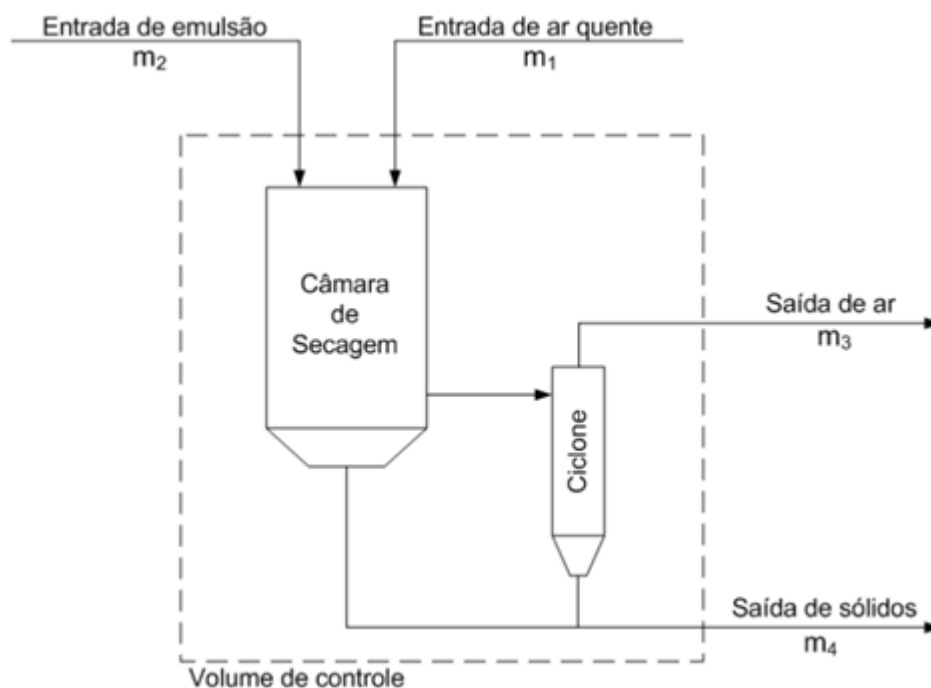 Entrada de emulsão
m₂
Entrada de ar quente
m₁
Câmara
de
Secagem
Saída de ar
m₃
Ciclone
Saída de sólidos
m₄
Volume de controle